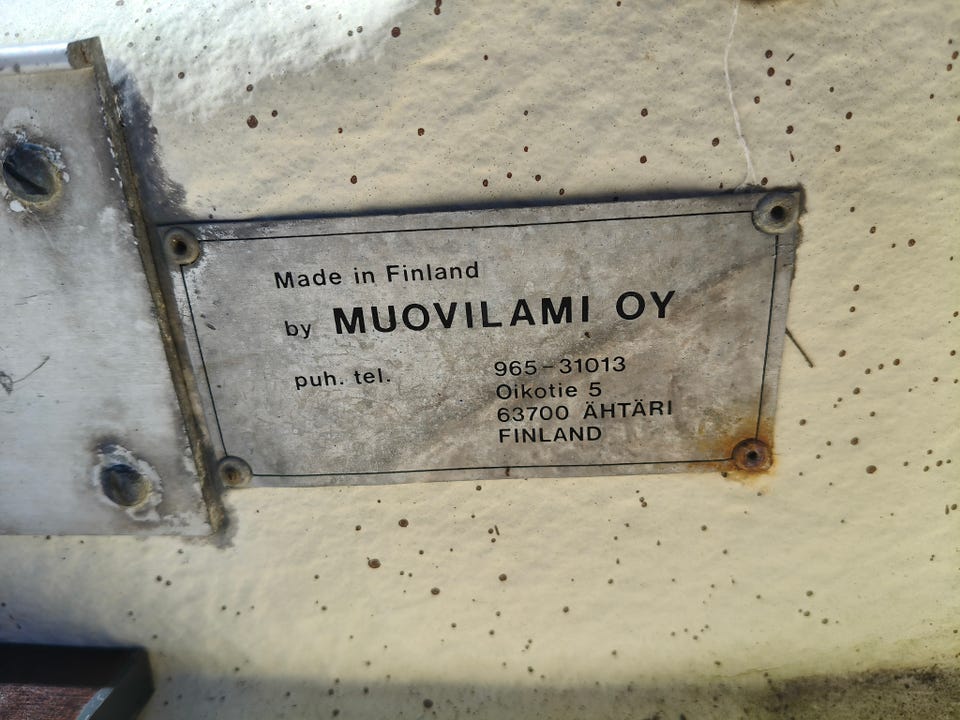 Made in Finland
by MUOVILAMI OY
puh. tel. 965-31013
Oikotie 5
63700 ÄHTÄRI
FINLAND